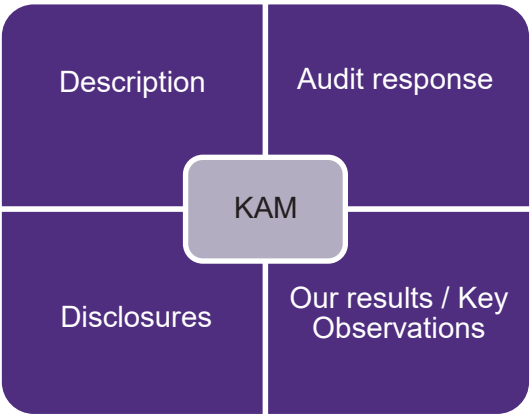 Description
Audit response
KAM
Disclosures
Our results / Key
Observations